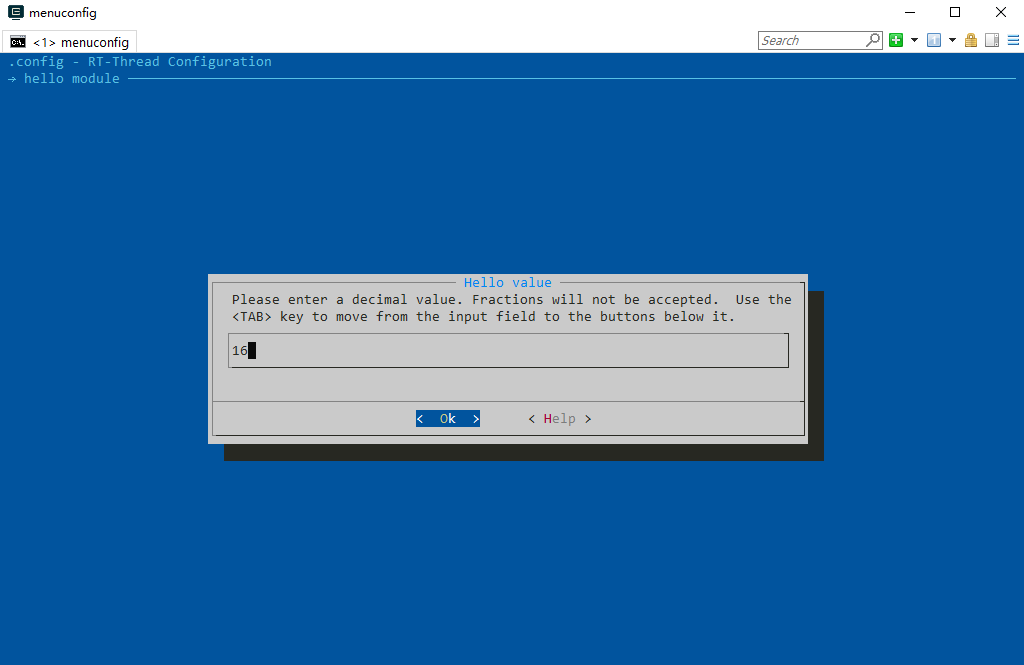 menuconfig
<1> menuconfig
Search
.config - RT-Thread Configuration
→ hello module
Hello value
Please enter a decimal value. Fractions will not be accepted.  Use the
<TAB> key to move from the input field to the buttons below it.
16
<  Ok  >    < Help >